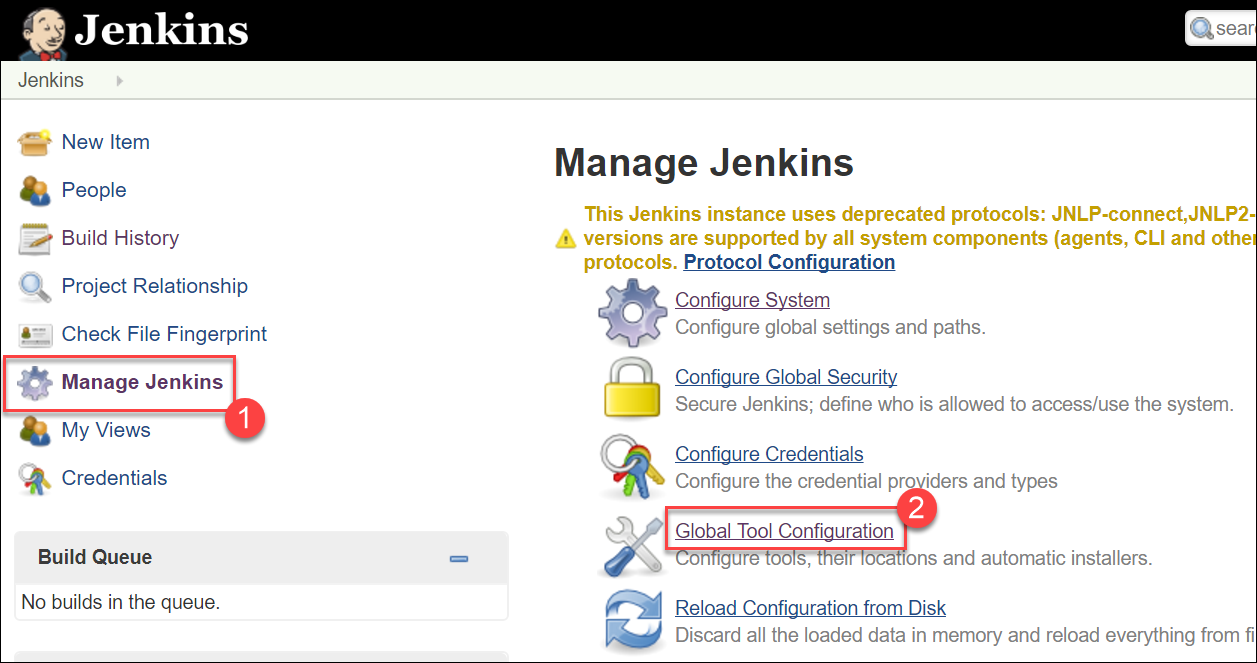 Jenkins
Jenkins
New Item
People
Build History
Project Relationship
Check File Fingerprint
Manage Jenkins
1
My Views
Credentials
Build Queue
No builds in the queue.
Manage Jenkins
This Jenkins instance uses deprecated protocols: JNLP-connect,JNLP2-
versions are supported by all system components (agents, CLI and other
protocols. Protocol Configuration
Configure System
Configure global settings and paths.
Configure Global Security
Secure Jenkins; define who is allowed to access/use the system.
Configure Credentials
Configure the credential providers and types
2
Global Tool Configuration
Configure tools, their locations and automatic installers.
Reload Configuration from Disk
Discard all the loaded data in memory and reload everything from